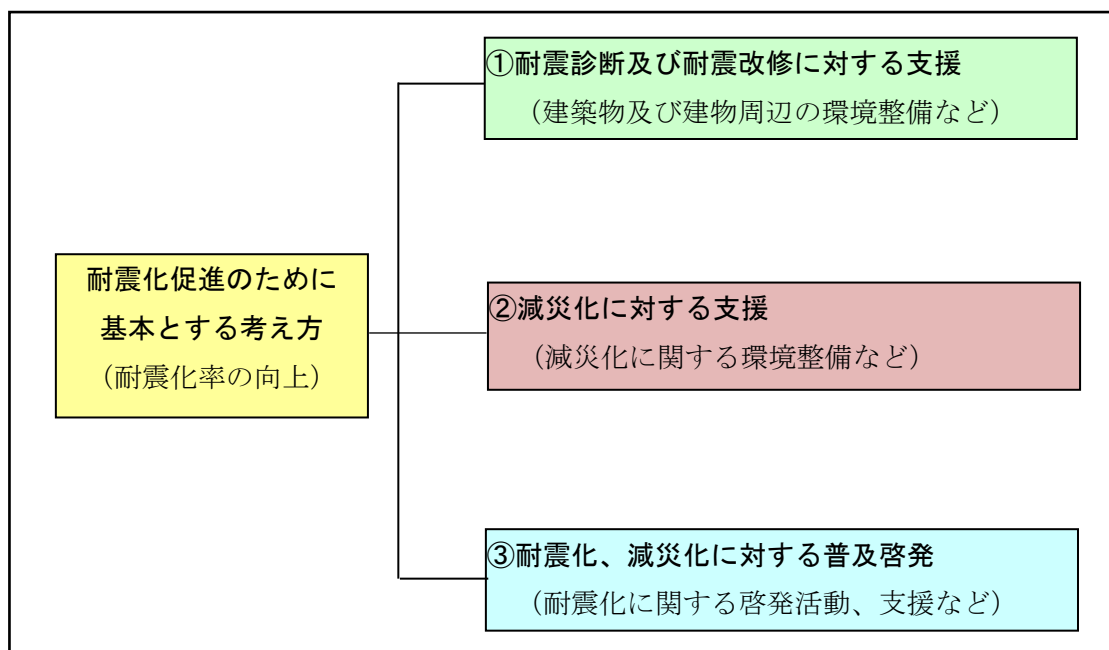 ①耐震診断及び耐震改修に対する支援
（建築物及び建物周辺の環境整備など）
耐震化促進のために
基本とする考え方
（耐震化率の向上）
②減災化に対する支援
（減災化に関する環境整備など）
③耐震化、減災化に対する普及啓発
（耐震化に関する啓発活動、支援など）